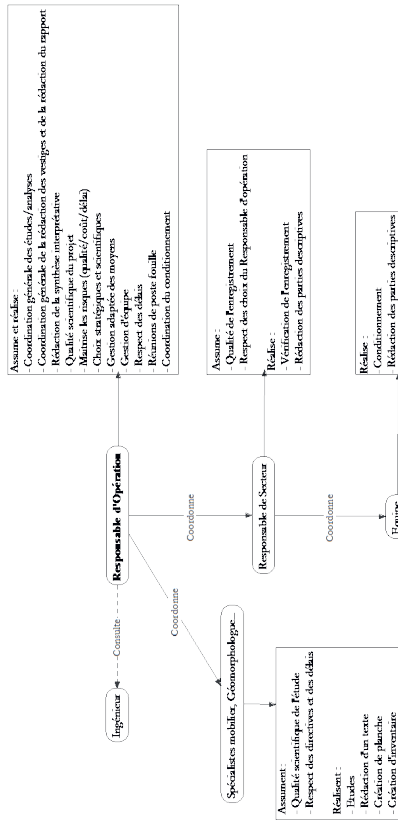 Assume et réalise :
- Coordination générale des études/analyses
- Coordination générale de la rédaction des vestiges et de la rédaction du rapport
- Rédaction de la synthèse interprétative
- Qualité scientifique du projet
- Maitrise les risques (qualité/coût/délai)
- Choix stratégiques et scientifiques
- Gestion adaptée des moyens
- Gestion d'équipe
- Respect des délais
- Réunions de poste fouille
- Coordination du conditionnement
Ingénieur
Consulte
Responsable d'Opération
Coordonne
Coordonne
Assume :
- Qualité de l'enregistrement
- Respect des choix du Responsable d'opération
Réalise :
- Vérification de l'enregistrement
- Rédaction des parties descriptives
Spécialistes mobilier, Géomorphologue...
Responsable de Secteur
Coordonne
Assument :
- Qualité scientifique de l'étude
- Respect des directives et des délais
Réalisent :
- Etudes
- Rédaction d'un texte
- Création de planche
- Création d'inventaire
Equipe
Réalise :
- Conditionnement
- Rédaction des parties descriptives